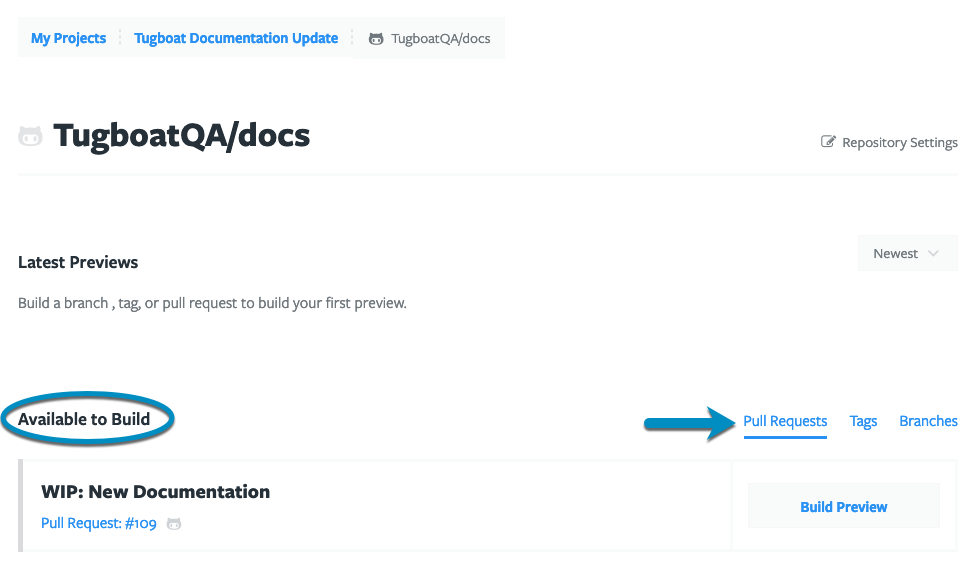 My Projects Tugboat Documentation Update TugboatQA/docs
TugboatQA/docs
Repository Settings
Newest
Latest Previews
Build a branch , tag, or pull request to build your first preview.
Available to Build
Pull Requests Tags Branches
WIP: New Documentation
Pull Request: #109
Build Preview